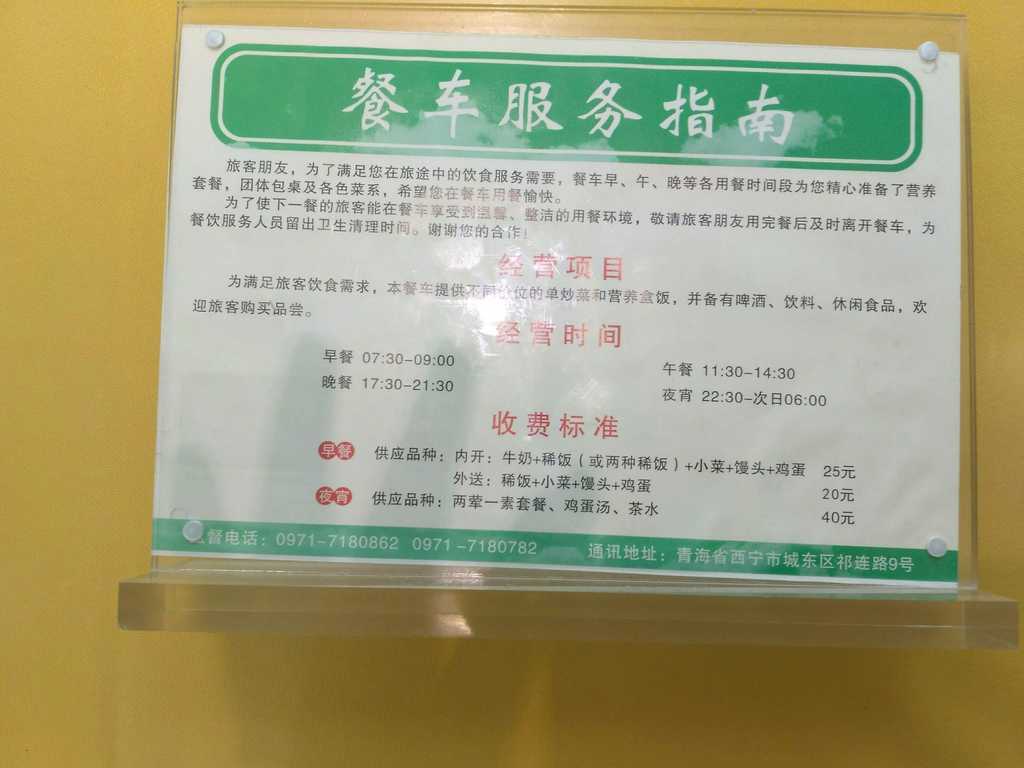 餐车服务指南
旅客朋友，为了满足您在旅途中的饮食服务需要，餐车早、午、晚等各用餐时间段为您精心准备了营养
套餐，团体包桌及各色菜系，希望您在餐车用餐愉快。
为了使下一餐的旅客能在餐车享受到温馨、整洁的用餐环境，敬请旅客朋友用完餐后及时离开餐车，为
餐饮服务人员留出卫生清理时间。谢谢您的合作！
经营项目
为满足旅客饮食需求，本餐车提供不同价位的单炒菜和营养盒饭，并备有啤酒、饮料、休闲食品，欢
迎旅客购买品尝。
经营时间
早餐 07:30-09:00 午餐 11:30-14:30
晚餐 17:30-21:30 夜宵 22:30-次日06:00
收费标准
早餐 供应品种：内开：牛奶+稀饭（或两种稀饭）+小菜+馒头+鸡蛋 25元
外送：稀饭+小菜+馒头+鸡蛋 20元
夜宵 供应品种：两荤一素套餐、鸡蛋汤、茶水 40元
督电话：0971-7180862 0971-7180782 通讯地址：青海省西宁市城东区祁连路9号